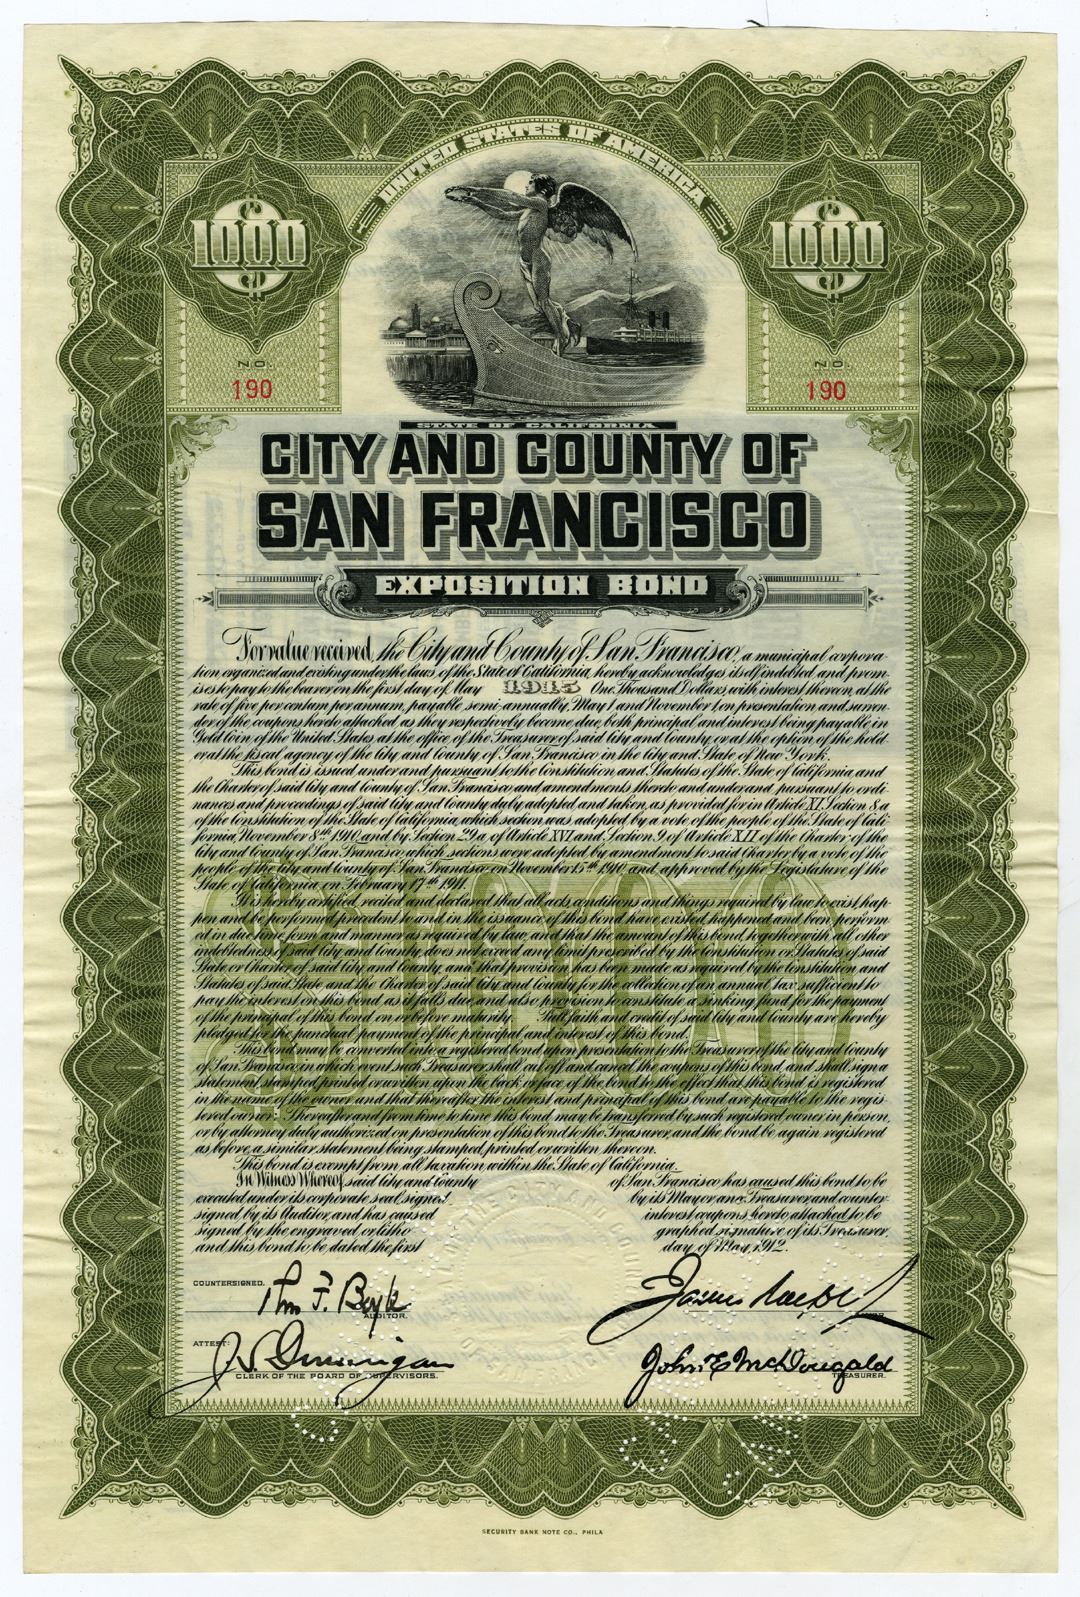 UNITED STATES OF AMERICA
$1000
$1000
NO. 190
NO. 190
STATE OF CALIFORNIA
CITY AND COUNTY OF
SAN FRANCISCO
EXPOSITION BOND
For value received, the City and County of San Francisco, a municipal corpora-
tion organized and existing under the laws of the State of California, hereby acknowledges itself indebted and prom-
ises to pay to the bearer on the first day of May 1915 One Thousand Dollars, with interest thereon, at the
rate of five per centum per annum, payable semi-annually, May 1 and November 1 on presentation and surren-
der of the coupons hereto attached as they respectively become due, both principal and interest being payable in
Gold Coin of the United States, at the office of the Treasurer of said City and County, or at the option of the hold-
er at the fiscal agency of the City and County of San Francisco in the City and State of New York.
This bond is issued under and pursuant to the Constitution and Statutes of the State of California and
the Charter of said City and County of San Francisco and amendments thereto and under and pursuant to ordi-
nances and proceedings of said City and County duly adopted and taken, as provided for in Article XI, Section 8a
of the Constitution of the State of California, which section was adopted by a vote of the people of the State of Cali-
fornia, November 8th 1910, and by Section 29a, of Article XVI and Section 9, of Article XII of the Charter of the
City and County of San Francisco which sections were adopted by amendment to said Charter by a vote of the
people of the City and County of San Francisco on November 15th 1910, and approved by the Legislature of the
State of California on February 17th 1911.
It is hereby certified, recited and declared that all acts, conditions and things required by law to exist, hap-
pen and be performed precedent to and in the issuance of this bond have existed, happened and been perform-
ed in due time, form and manner as required by law, and that the amount of this bond, together with all other
indebtedness of said City and County, does not exceed any limit prescribed by the Constitution or Statutes of said
State or Charter of said City and County, and that provision has been made as required by the Constitution and
Statutes of said State and the Charter of said City and County for the collection of an annual tax sufficient to
pay the interest on this bond as it falls due, and also provision to constitute a sinking fund for the payment
of the principal of this bond on or before maturity. Full faith and credit of said City and County are hereby
pledged for the punctual payment of the principal and interest of this bond.
This bond may be converted into a registered bond upon presentation to the Treasurer of the City and County
of San Francisco, in which event such Treasurer shall cut off and cancel the coupons of this bond, and shall sign a
statement, stamped, printed or written upon the back or face of the bond to the effect that this bond is registered
in the name of the owner and that thereafter the interest and principal of this bond are payable to the regis-
tered owner. Thereafter and from time to time this bond may be transferred by such registered owner in person,
or by attorney duly authorized on presentation of this bond to the Treasurer, and the bond be again registered
as before, a similar statement being stamped, printed or written thereon.
This bond is exempt from all taxation within the State of California.
In Witness Whereof, said City and County of San Francisco has caused this bond to be
executed under its corporate seal, signed by its Mayor and Treasurer, and counter-
signed by its Auditor, and has caused interest coupons, hereto attached, to be
signed by the engraved, or litho- graphed signature of its Treasurer,
and this bond to be dated the first day of May, 1912.
COUNTERSIGNED.
Thos F. Boyle
AUDITOR.
James Rolph Jr
MAYOR.
ATTEST:
J.S. Dunnigan
CLERK OF THE BOARD OF SUPERVISORS.
John E McDougald
TREASURER.
SECURITY BANK NOTE CO., PHILA